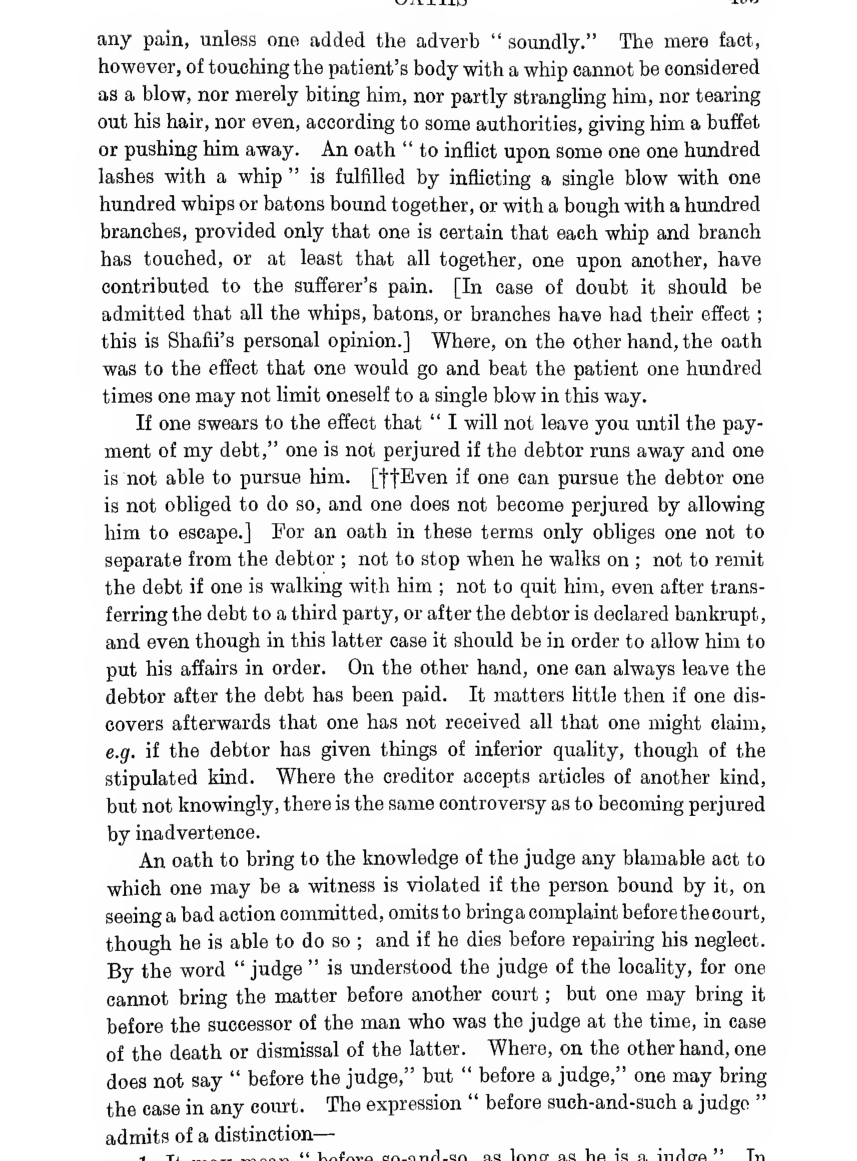 OATHS
any pain, unless one added the adverb “ soundly.” The mere fact,
however, of touching the patient’s body with a whip cannot be considered
as a blow, nor merely biting him, nor partly strangling him, nor tearing
out his hair, nor even, according to some authorities, giving him a buffet
or pushing him away. An oath “ to inflict upon some one one hundred
lashes with a whip ” is fulfilled by inflicting a single blow with one
hundred whips or batons bound together, or with a bough with a hundred
branches, provided only that one is certain that each whip and branch
has touched, or at least that all together, one upon another, have
contributed to the sufferer’s pain. [In case of doubt it should be
admitted that all the whips, batons, or branches have had their effect ;
this is Shafii’s personal opinion.] Where, on the other hand, the oath
was to the effect that one would go and beat the patient one hundred
times one may not limit oneself to a single blow in this way.
If one swears to the effect that “ I will not leave you until the pay-
ment of my debt,” one is not perjured if the debtor runs away and one
is not able to pursue him. [††Even if one can pursue the debtor one
is not obliged to do so, and one does not become perjured by allowing
him to escape.] For an oath in these terms only obliges one not to
separate from the debtor ; not to stop when he walks on ; not to remit
the debt if one is walking with him ; not to quit him, even after trans-
ferring the debt to a third party, or after the debtor is declared bankrupt,
and even though in this latter case it should be in order to allow him to
put his affairs in order. On the other hand, one can always leave the
debtor after the debt has been paid. It matters little then if one dis-
covers afterwards that one has not received all that one might claim,
e.g. if the debtor has given things of inferior quality, though of the
stipulated kind. Where the creditor accepts articles of another kind,
but not knowingly, there is the same controversy as to becoming perjured
by inadvertence.
An oath to bring to the knowledge of the judge any blamable act to
which one may be a witness is violated if the person bound by it, on
seeing a bad action committed, omits to bring a complaint before the court,
though he is able to do so ; and if he dies before repairing his neglect.
By the word “ judge ” is understood the judge of the locality, for one
cannot bring the matter before another court ; but one may bring it
before the successor of the man who was the judge at the time, in case
of the death or dismissal of the latter. Where, on the other hand, one
does not say “ before the judge,” but “ before a judge,” one may bring
the case in any court. The expression “ before such-and-such a judge ”
admits of a distinction—
1. It may mean “ before so-and-so, as long as he is a judge.” In